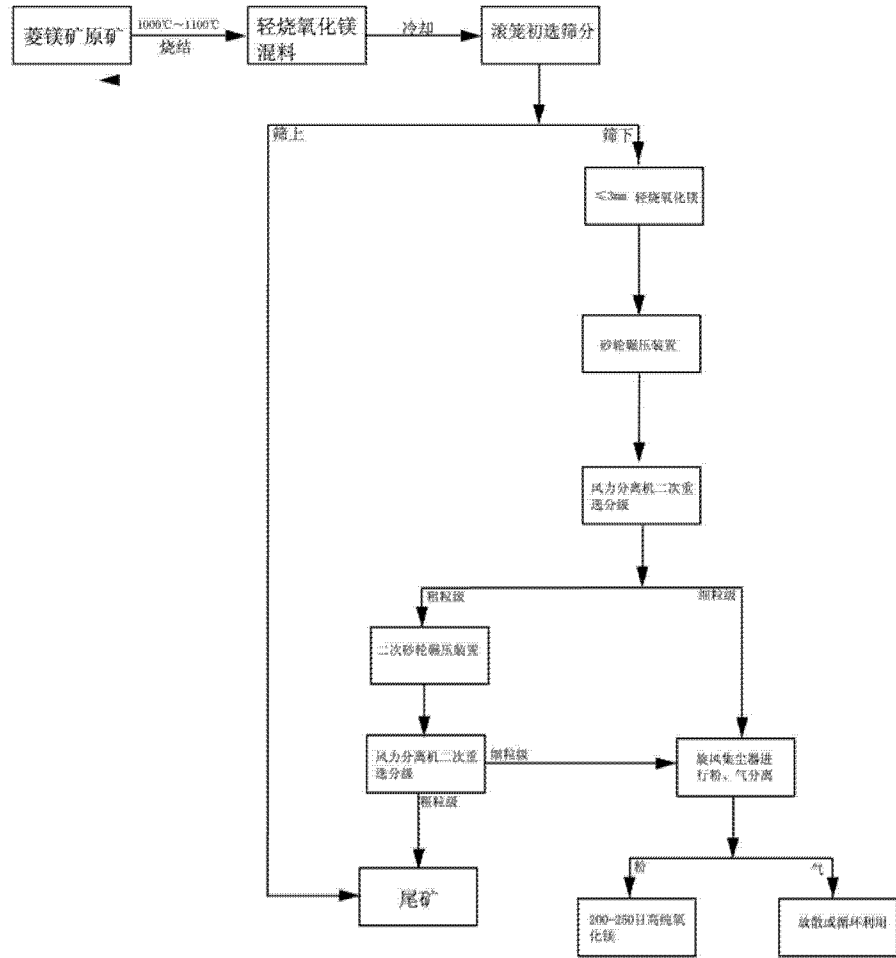 菱镁矿原矿
1000℃~1100℃
烧结
轻烧氧化镁
混料
冷却
滚笼初选筛分
筛上
筛下
≤3mm 轻烧氧化镁
砂轮辗压装置
风力分离机二次重
选分级
粗粒级
细粒级
二次砂轮辗压装置
风力分离机二次重
选分级
细粒级
旋风集尘器进
行粉、气分离
粗粒级
粉
气
尾矿
200-250目高纯氧
化镁
放散或循环利用